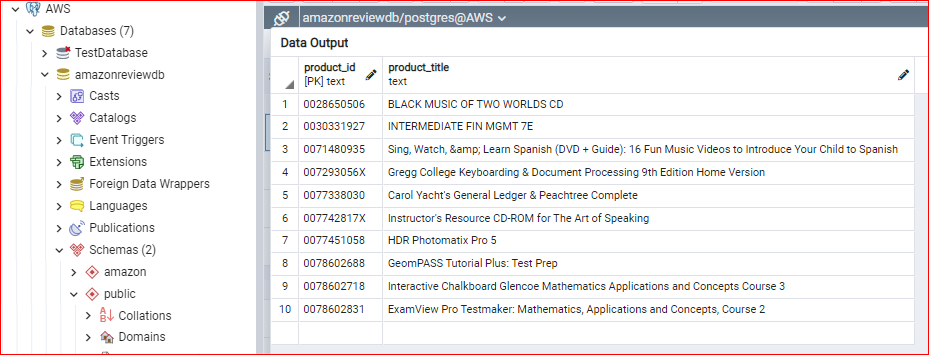 AWS
Databases (7)
TestDatabase
amazonreviewdb
Casts
Catalogs
Event Triggers
Extensions
Foreign Data Wrappers
Languages
Publications
Schemas (2)
amazon
public
Collations
Domains
amazonreviewdb/postgres@AWS
Data Output
product_id product_title
[PK] text text
1 0028650506 BLACK MUSIC OF TWO WORLDS CD
2 0030331927 INTERMEDIATE FIN MGMT 7E
3 0071480935 Sing, Watch, &amp; Learn Spanish (DVD + Guide): 16 Fun Music Videos to Introduce Your Child to Spanish
4 007293056X Gregg College Keyboarding & Document Processing 9th Edition Home Version
5 0077338030 Carol Yacht's General Ledger & Peachtree Complete
6 007742817X Instructor's Resource CD-ROM for The Art of Speaking
7 0077451058 HDR Photomatix Pro 5
8 0078602688 GeomPASS Tutorial Plus: Test Prep
9 0078602718 Interactive Chalkboard Glencoe Mathematics Applications and Concepts Course 3
10 0078602831 ExamView Pro Testmaker: Mathematics, Applications and Concepts, Course 2